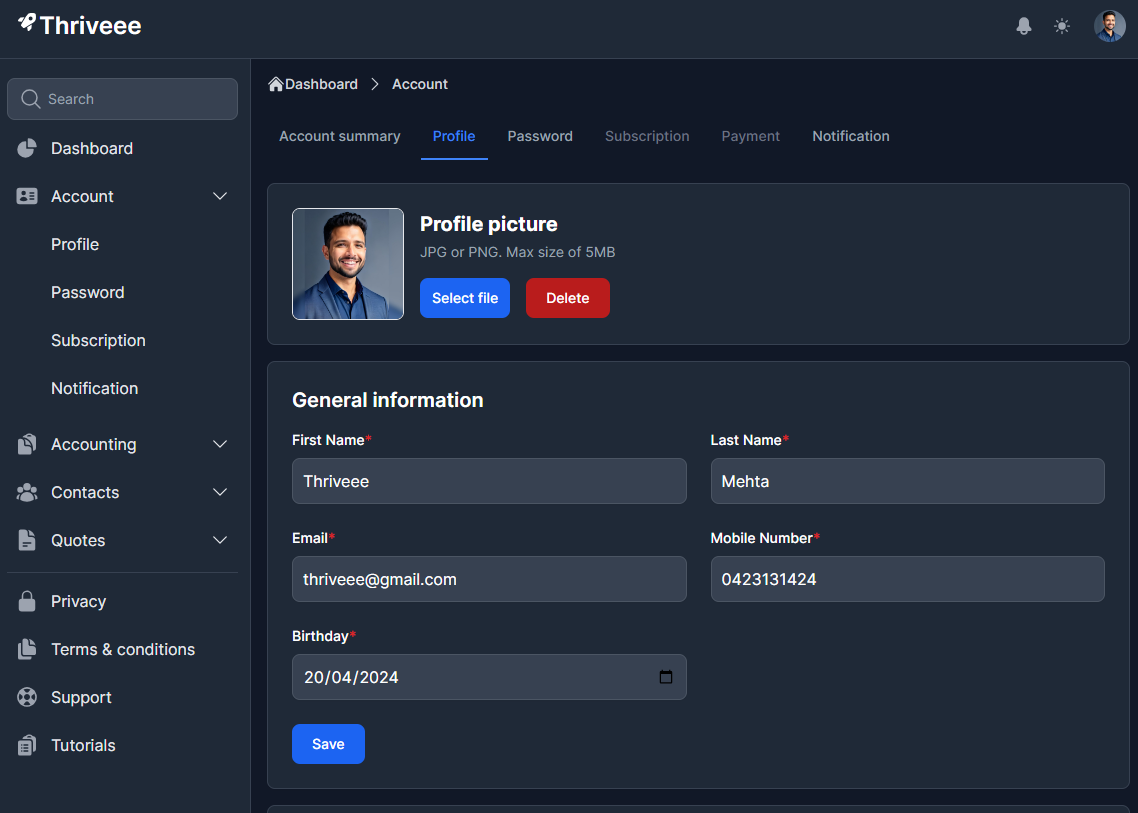 Thriveee
Search
Dashboard
Account
Profile
Password
Subscription
Notification
Accounting
Contacts
Quotes
Privacy
Terms & conditions
Support
Tutorials
Dashboard > Account
Account summary Profile Password Subscription Payment Notification
Profile picture
JPG or PNG. Max size of 5MB
Select file Delete
General information
First Name* Last Name*
Thriveee Mehta
Email* Mobile Number*
thriveee@gmail.com 0423131424
Birthday*
20/04/2024
Save